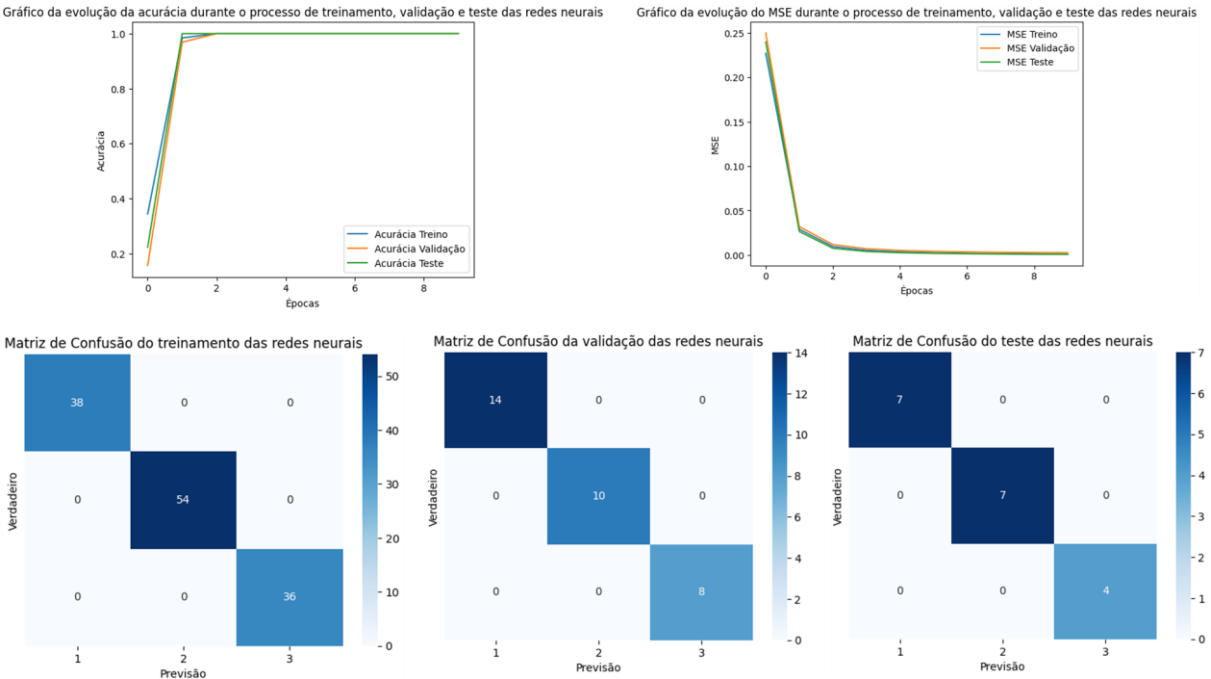 Gráfico da evolução da acurácia durante o processo de treinamento, validação e teste das redes neurais
1.0
0.8
0.6
0.4
0.2
Acurácia
0 2 4 6 8
Épocas
Acurácia Treino
Acurácia Validação
Acurácia Teste
Gráfico da evolução do MSE durante o processo de treinamento, validação e teste das redes neurais
0.25
0.20
0.15
0.10
0.05
0.00
MSE
0 2 4 6 8
Épocas
MSE Treino
MSE Validação
MSE Teste
Matriz de Confusão do treinamento das redes neurais
Verdadeiro
38 0 0
0 54 0
0 0 36
1 2 3
Previsão
50
40
30
20
10
0
Matriz de Confusão da validação das redes neurais
Verdadeiro
14 0 0
0 10 0
0 0 8
1 2 3
Previsão
14
12
10
8
6
4
2
0
Matriz de Confusão do teste das redes neurais
Verdadeiro
7 0 0
0 7 0
0 0 4
1 2 3
Previsão
7
6
5
4
3
2
1
0